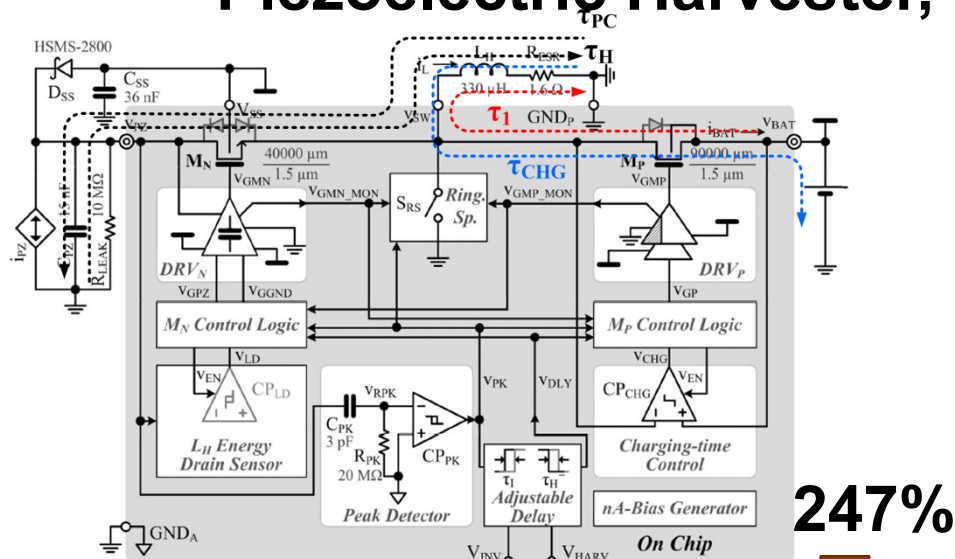 Piezoelectric Harvester,
τPC
HSMS-2800
LH
RESR
τH
iL
DSS
CSS
36 nF
330 µH
1.6 Ω
VSS
vSW
τ1
GNDP
vPZ
iBAT
vBAT
MN
40000 µm
1.5 µm
τCHG
MP
90000 µm
1.5 µm
vGMN
vGMN_MON
SRS
Ring.
Sp.
vGMP_MON
vGMP
iPZ
CPZ
RLEAK
10 MΩ
DRVN
DRVP
vGPZ
vGGND
vGP
MN Control Logic
MP Control Logic
vEN
vLD
CPLD
vPK
vDLY
vCHG
vEN
CPCHG
vRPK
CPK
3 pF
RPK
20 MΩ
CPPK
LH Energy
Drain Sensor
Peak Detector
τI
τH
Adjustable
Delay
Charging-time
Control
nA-Bias Generator
247%
GNDA
VINV
VHARV
On Chip